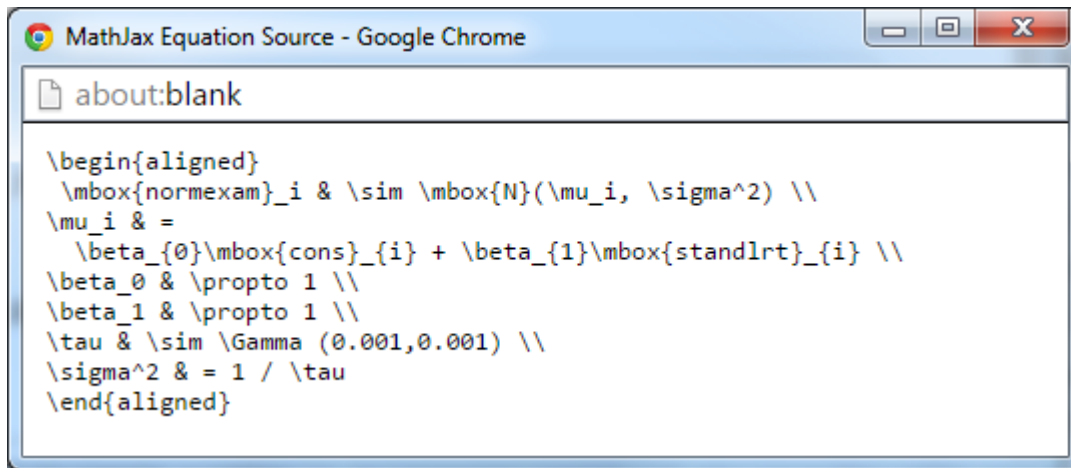 MathJax Equation Source - Google Chrome
about:blank
\begin{aligned}
 \mbox{normexam}_i & \sim \mbox{N}(\mu_i, \sigma^2) \\
\mu_i & =
  \beta_{0}\mbox{cons}_{i} + \beta_{1}\mbox{standlrt}_{i} \\
\beta_0 & \propto 1 \\
\beta_1 & \propto 1 \\
\tau & \sim \Gamma (0.001,0.001) \\
\sigma^2 & = 1 / \tau
\end{aligned}